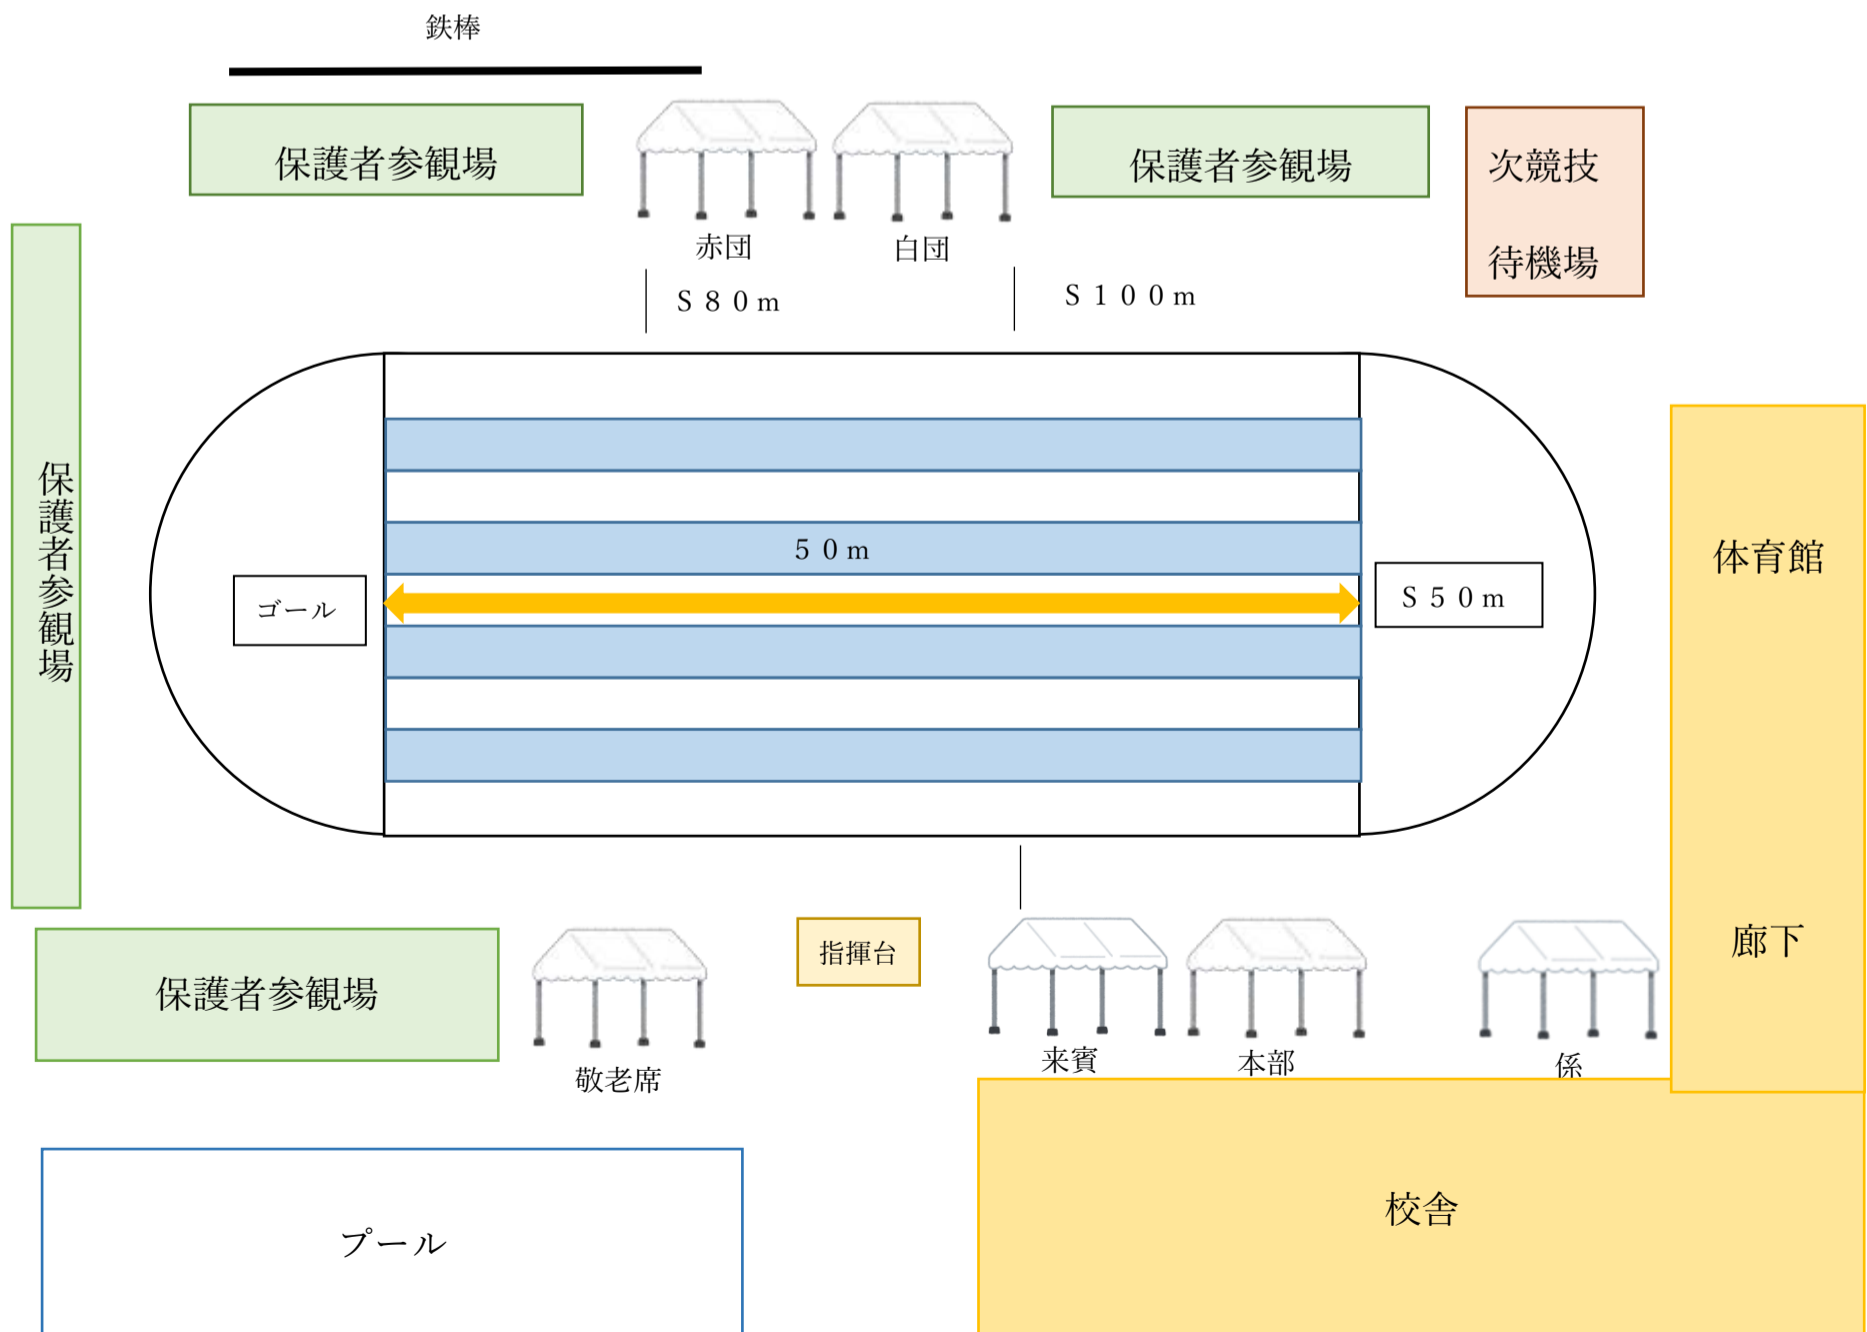 鉄棒
保護者参観場
保護者参観場
次競技
待機場
赤団
白団
S80m
S100m
保護者参観場
50m
ゴール
S50m
体育館
廊下
保護者参観場
指揮台
敬老席
来賓
本部
係
プール
校舎